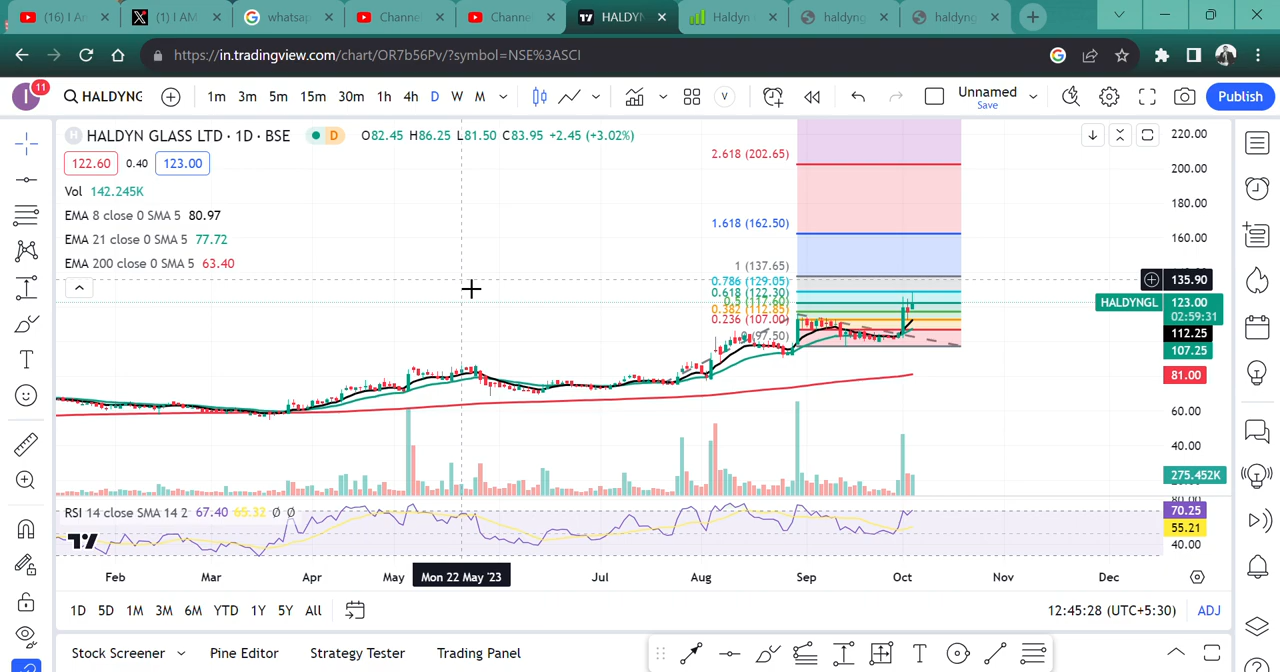 (16) I Am
(1) I AM
whatsap
Channe
Channe
HALDYN
Haldyn
haldyng
haldyng
https://in.tradingview.com/chart/OR7b56Pv/?symbol=NSE%3ASCI
I 11 HALDYNG 1m 3m 5m 15m 30m 1h 4h D W M V Unnamed Save Publish
H HALDYN GLASS LTD · 1D · BSE D O82.45 H86.25 L81.50 C83.95 +2.45 (+3.02%)
122.60 0.40 123.00
Vol 142.245K
EMA 8 close 0 SMA 5 80.97
EMA 21 close 0 SMA 5 77.72
EMA 200 close 0 SMA 5 63.40
2.618 (202.65)
1.618 (162.50)
1 (137.65)
0.786 (129.05)
0.618 (122.30)
0.5 (117.60)
0.382 (112.85)
0.236 (107.00)
0 (97.50)
220.00
200.00
180.00
160.00
135.90
HALDYNGL 123.00
02:59:31
112.25
107.25
81.00
60.00
40.00
275.452K
RSI 14 close SMA 14 2 67.40 65.32 Ø Ø
80.00
70.25
55.21
40.00
Feb Mar Apr May Mon 22 May '23 Jul Aug Sep Oct Nov Dec
1D 5D 1M 3M 6M YTD 1Y 5Y All 12:45:28 (UTC+5:30) ADJ
Stock Screener Pine Editor Strategy Tester Trading Panel